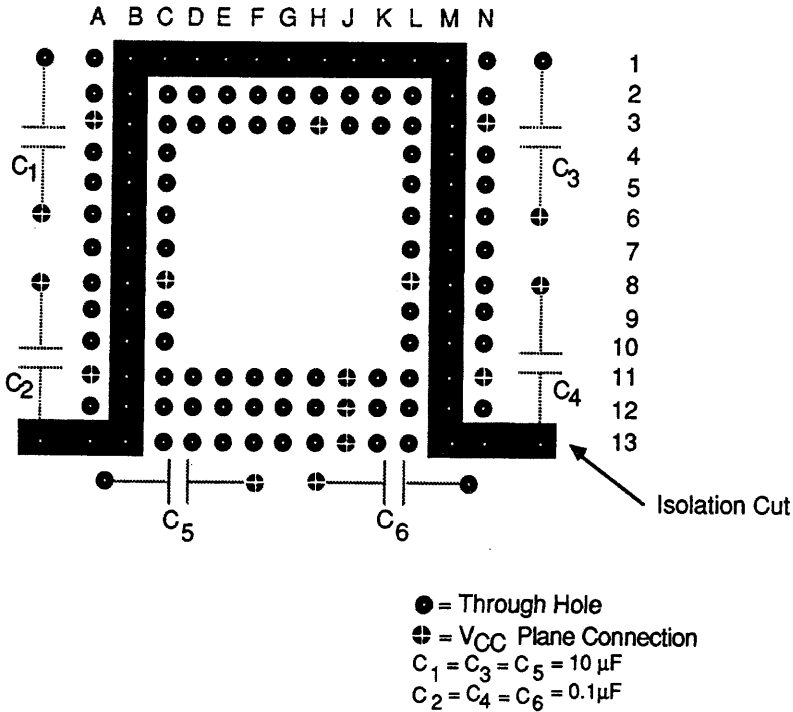 A B C D E F G H J K L M N
1
2
3
C1 C3 4
5
6
7
8
9
10
C2 C4 11
12
13
Isolation Cut
C5 C6
= Through Hole
= VCC Plane Connection
C1 = C3 = C5 = 10 µF
C2 = C4 = C6 = 0.1µF